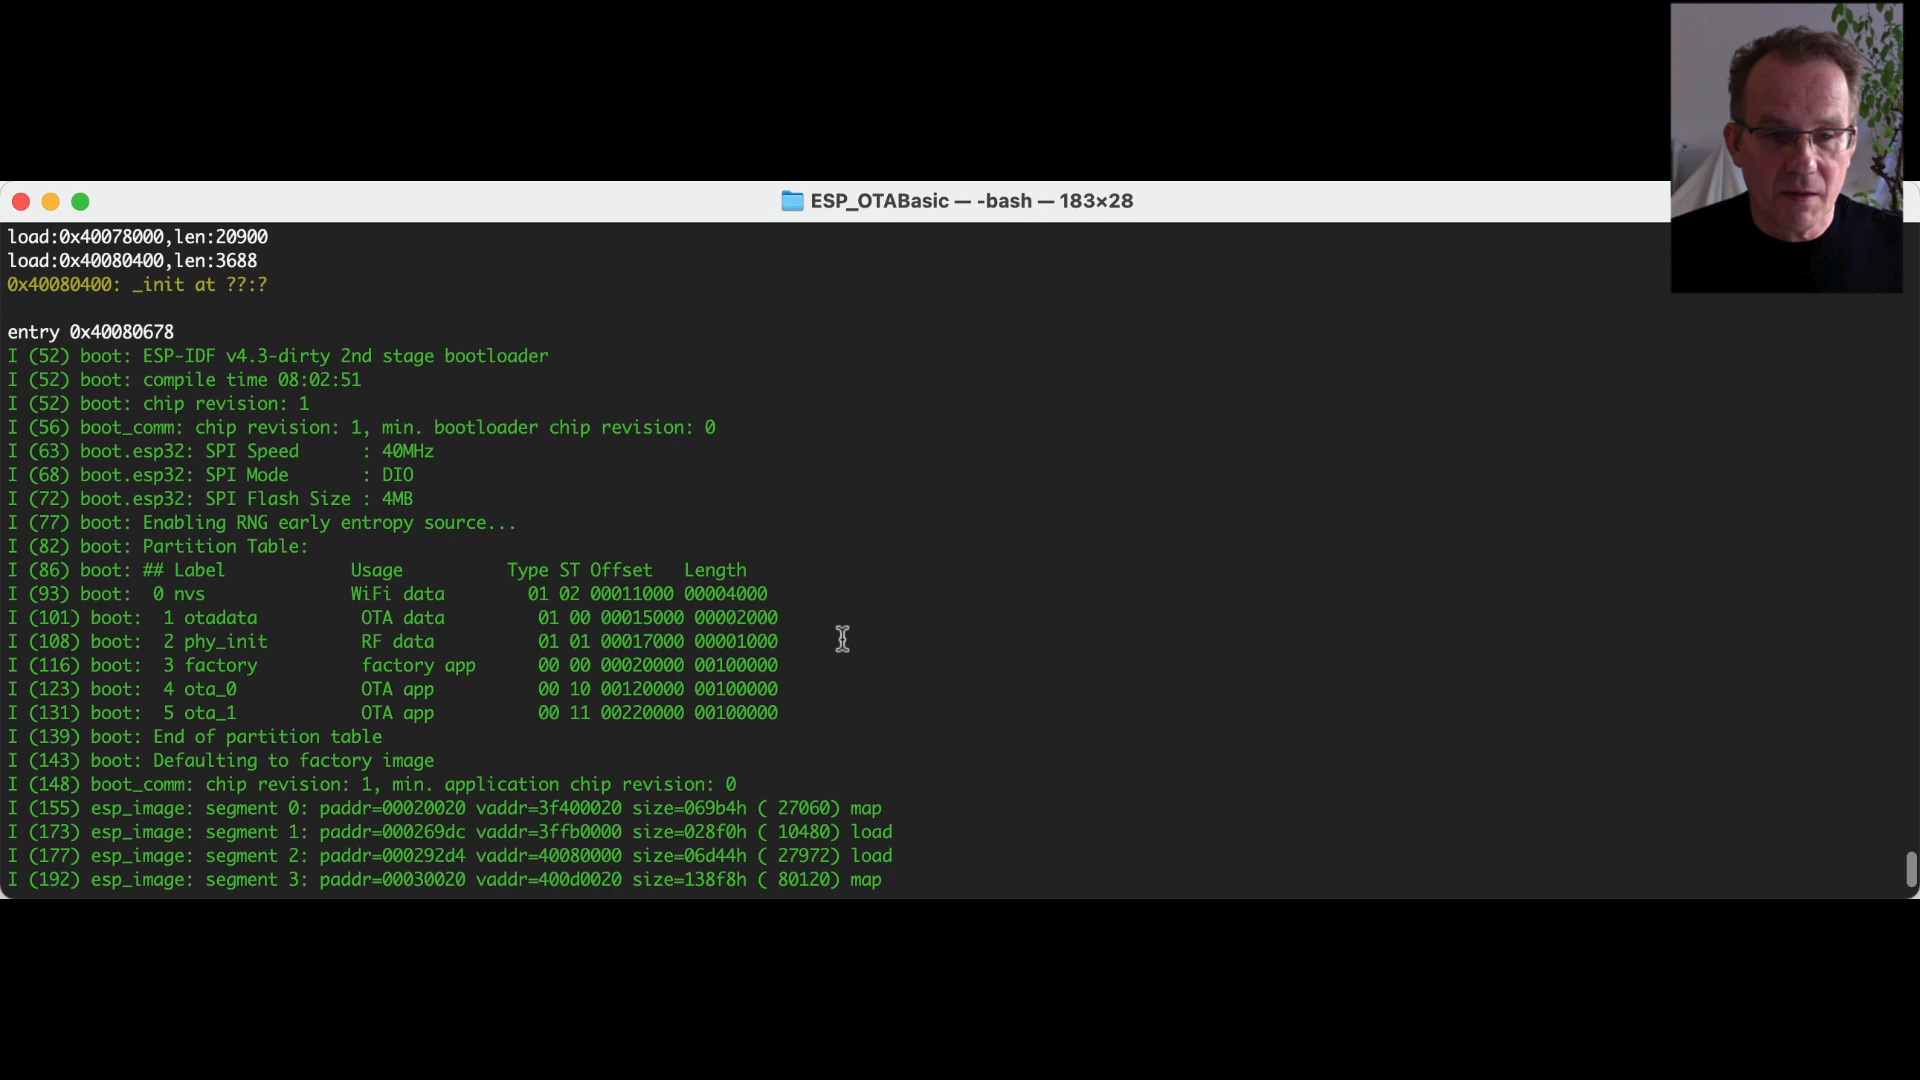 ESP_OTABasic — -bash — 183×28
load:0x40078000,len:20900
load:0x40080400,len:3688
0x40080400: _init at ??:?
entry 0x40080678
I (52) boot: ESP-IDF v4.3-dirty 2nd stage bootloader
I (52) boot: compile time 08:02:51
I (52) boot: chip revision: 1
I (56) boot_comm: chip revision: 1, min. bootloader chip revision: 0
I (63) boot.esp32: SPI Speed      : 40MHz
I (68) boot.esp32: SPI Mode       : DIO
I (72) boot.esp32: SPI Flash Size : 4MB
I (77) boot: Enabling RNG early entropy source...
I (82) boot: Partition Table:
I (86) boot: ## Label            Usage          Type ST Offset   Length
I (93) boot:  0 nvs              WiFi data        01 02 00011000 00004000
I (101) boot:  1 otadata          OTA data         01 00 00015000 00002000
I (108) boot:  2 phy_init         RF data          01 01 00017000 00001000
I (116) boot:  3 factory          factory app      00 00 00020000 00100000
I (123) boot:  4 ota_0            OTA app          00 10 00120000 00100000
I (131) boot:  5 ota_1            OTA app          00 11 00220000 00100000
I (139) boot: End of partition table
I (143) boot: Defaulting to factory image
I (148) boot_comm: chip revision: 1, min. application chip revision: 0
I (155) esp_image: segment 0: paddr=00020020 vaddr=3f400020 size=069b4h ( 27060) map
I (173) esp_image: segment 1: paddr=000269dc vaddr=3ffb0000 size=028f0h ( 10480) load
I (177) esp_image: segment 2: paddr=000292d4 vaddr=40080000 size=06d44h ( 27972) load
I (192) esp_image: segment 3: paddr=00030020 vaddr=400d0020 size=138f8h ( 80120) map